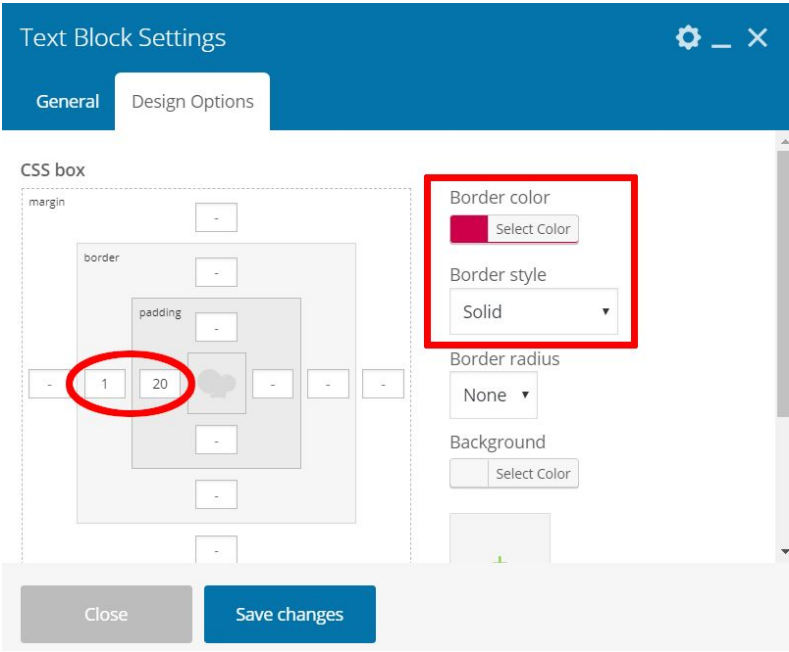 Text Block Settings
General
Design Options
CSS box
margin
-
border
-
padding
-
-
1
20
-
-
-
-
-
-
Border color
Select Color
Border style
Solid
Border radius
None
Background
Select Color
+
Close
Save changes